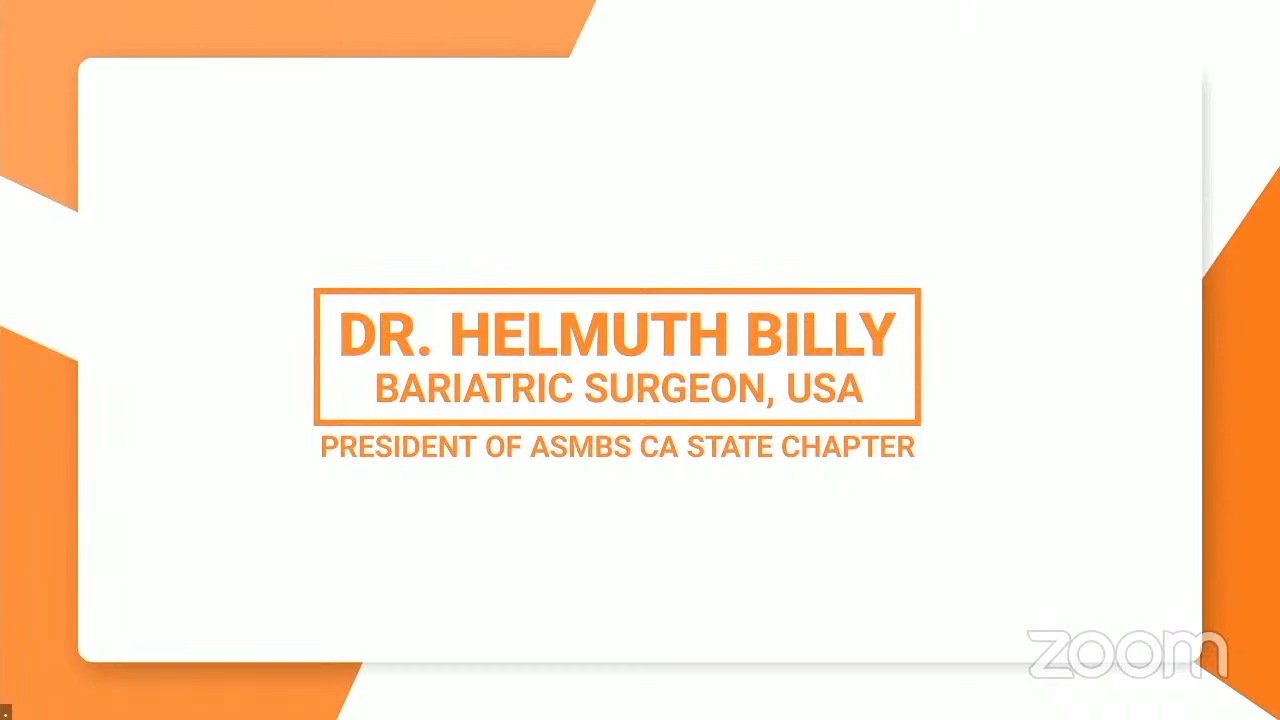 DR. HELMUTH BILLY
BARIATRIC SURGEON, USA
PRESIDENT OF ASMBS CA STATE CHAPTER
zoom